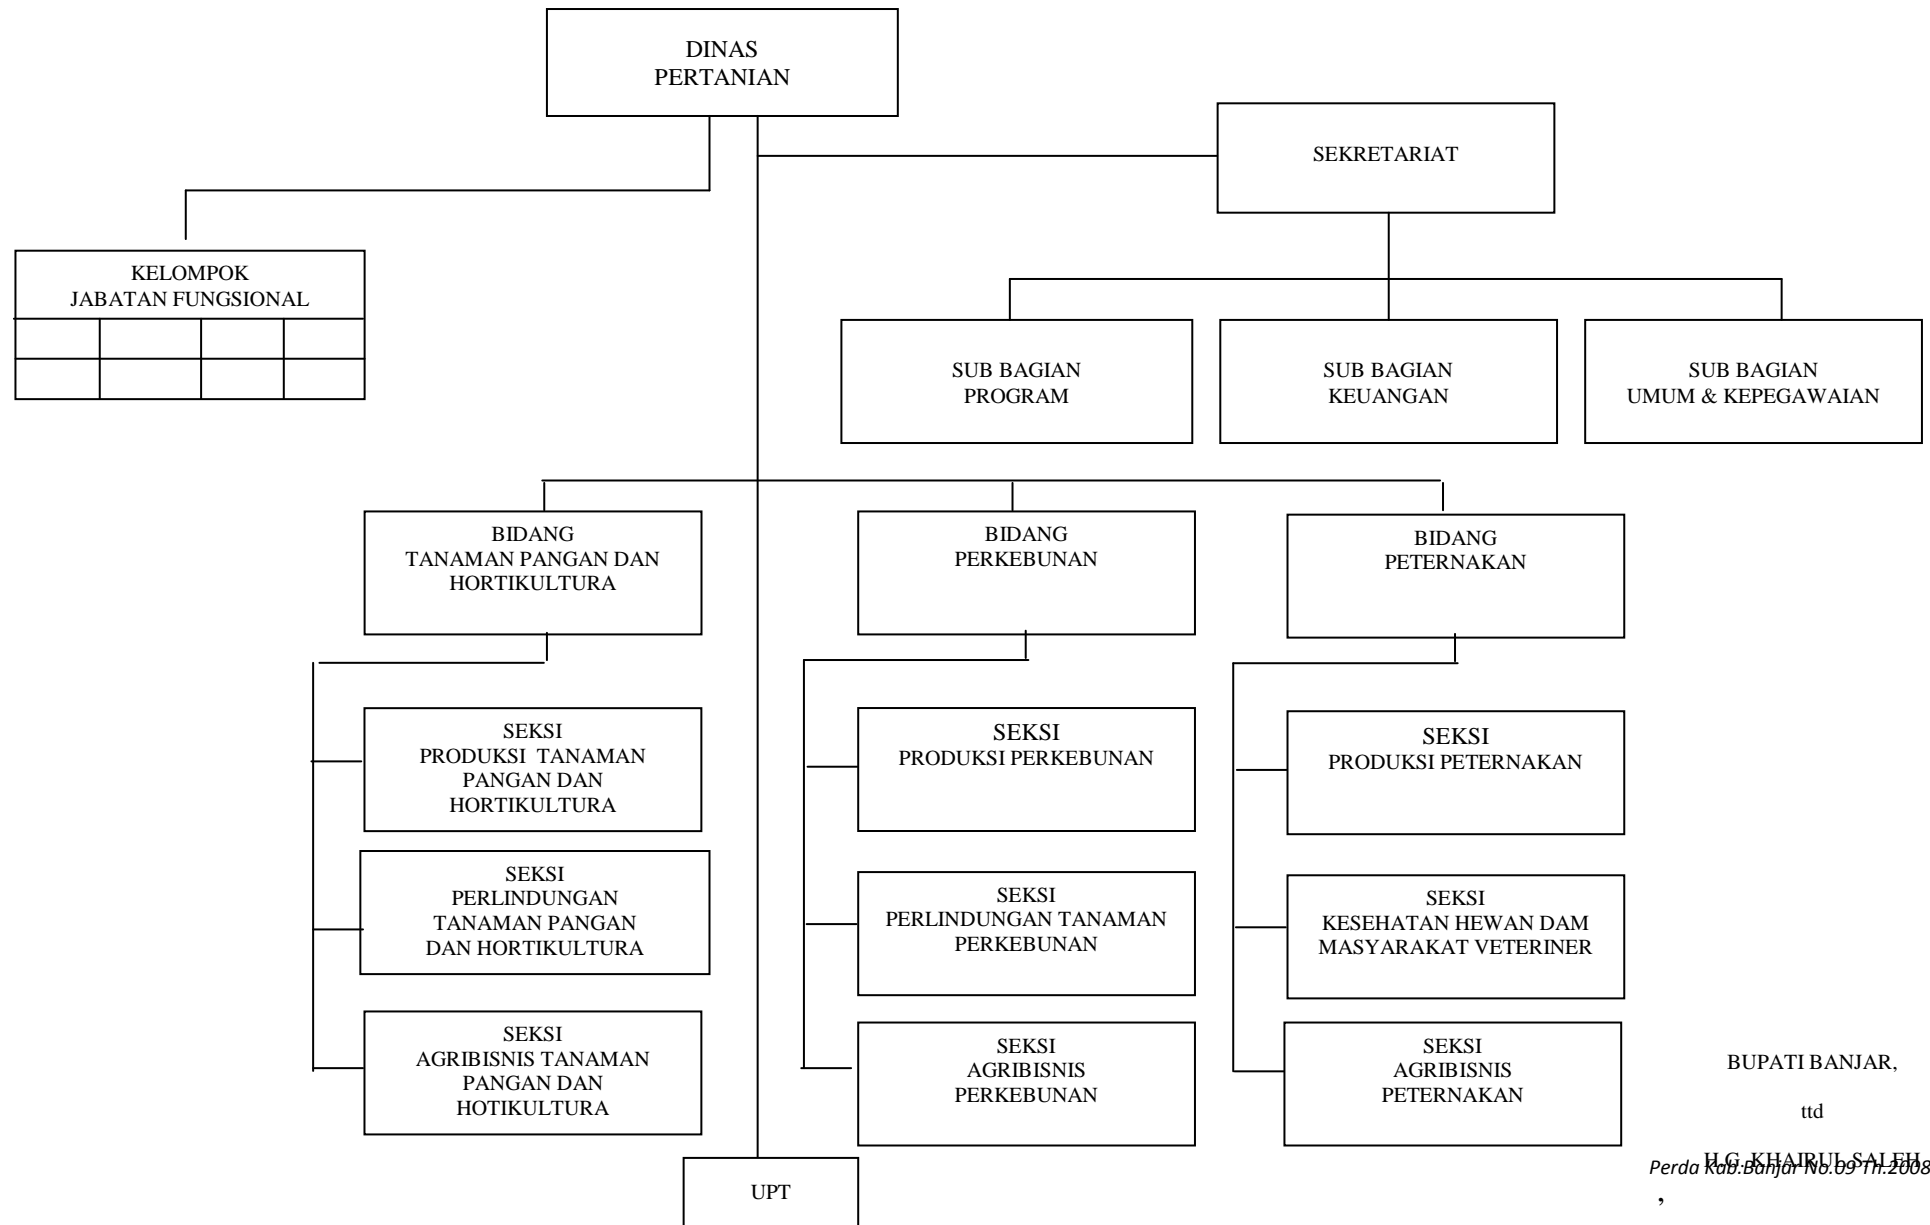 DINAS
PERTANIAN
SEKRETARIAT
KELOMPOK
JABATAN FUNGSIONAL
SUB BAGIAN
PROGRAM
SUB BAGIAN
KEUANGAN
SUB BAGIAN
UMUM & KEPEGAWAIAN
BIDANG
TANAMAN PANGAN DAN
HORTIKULTURA
BIDANG
PERKEBUNAN
BIDANG
PETERNAKAN
SEKSI
PRODUKSI TANAMAN
PANGAN DAN
HORTIKULTURA
SEKSI
PRODUKSI PERKEBUNAN
SEKSI
PRODUKSI PETERNAKAN
SEKSI
PERLINDUNGAN
TANAMAN PANGAN
DAN HORTIKULTURA
SEKSI
PERLINDUNGAN TANAMAN
PERKEBUNAN
SEKSI
KESEHATAN HEWAN DAM
MASYARAKAT VETERINER
SEKSI
AGRIBISNIS TANAMAN
PANGAN DAN
HOTIKULTURA
SEKSI
AGRIBISNIS
PERKEBUNAN
SEKSI
AGRIBISNIS
PETERNAKAN
UPT
BUPATI BANJAR,
ttd
H.G. KHAIRUL SALEH
Perda Kab.Banjar No.09 Th.2008
,